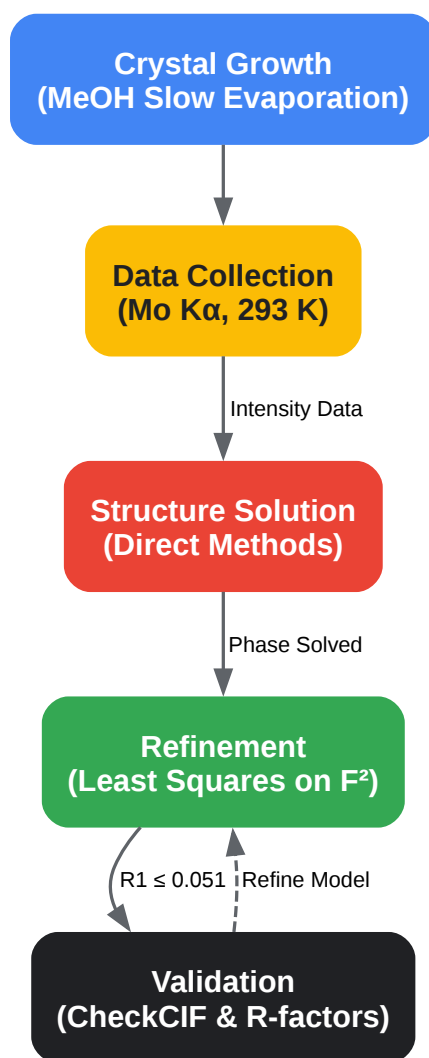 Crystal Growth
(MeOH Slow Evaporation)
Data Collection
(Mo Kα, 293 K)
Intensity Data
Structure Solution
(Direct Methods)
Phase Solved
Refinement
(Least Squares on F²)
R1 ≤ 0.051
Refine Model
Validation
(CheckCIF & R-factors)